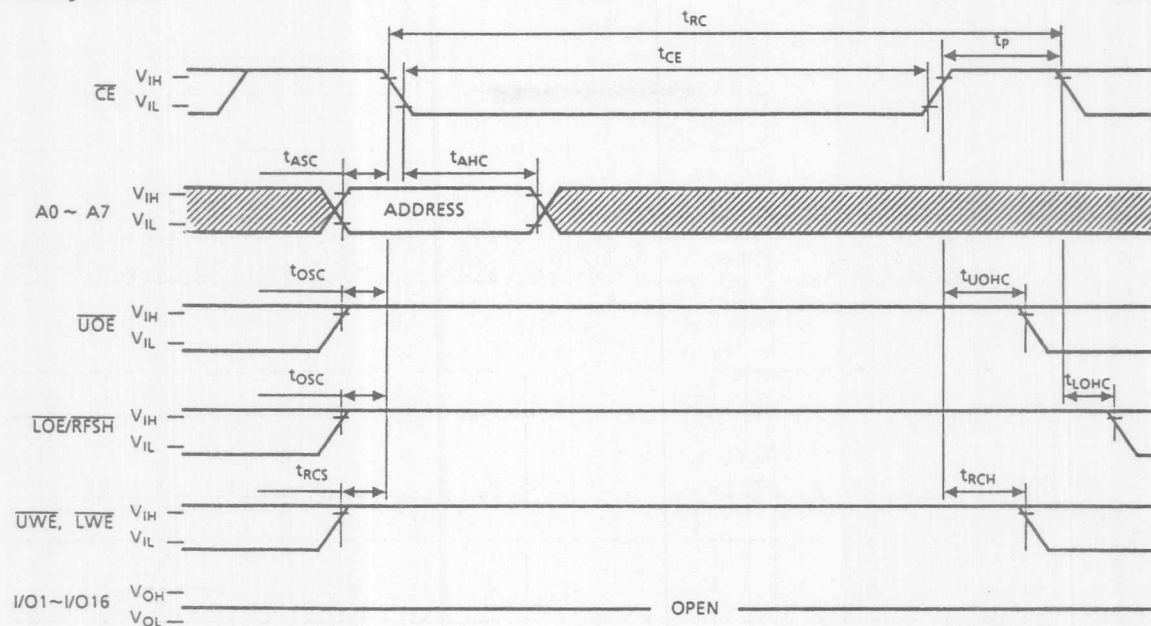 tRC
tCE
tP
CE
VIH
VIL
tASC
tAHC
A0 ~ A7
VIH
VIL
ADDRESS
tOSC
tUOHC
UOE
VIH
VIL
tOSC
tLOHC
LOE/RFSH
VIH
VIL
tRCS
tRCH
UWE, LWE
VIH
VIL
I/O1~I/O16
VOH
VOL
OPEN